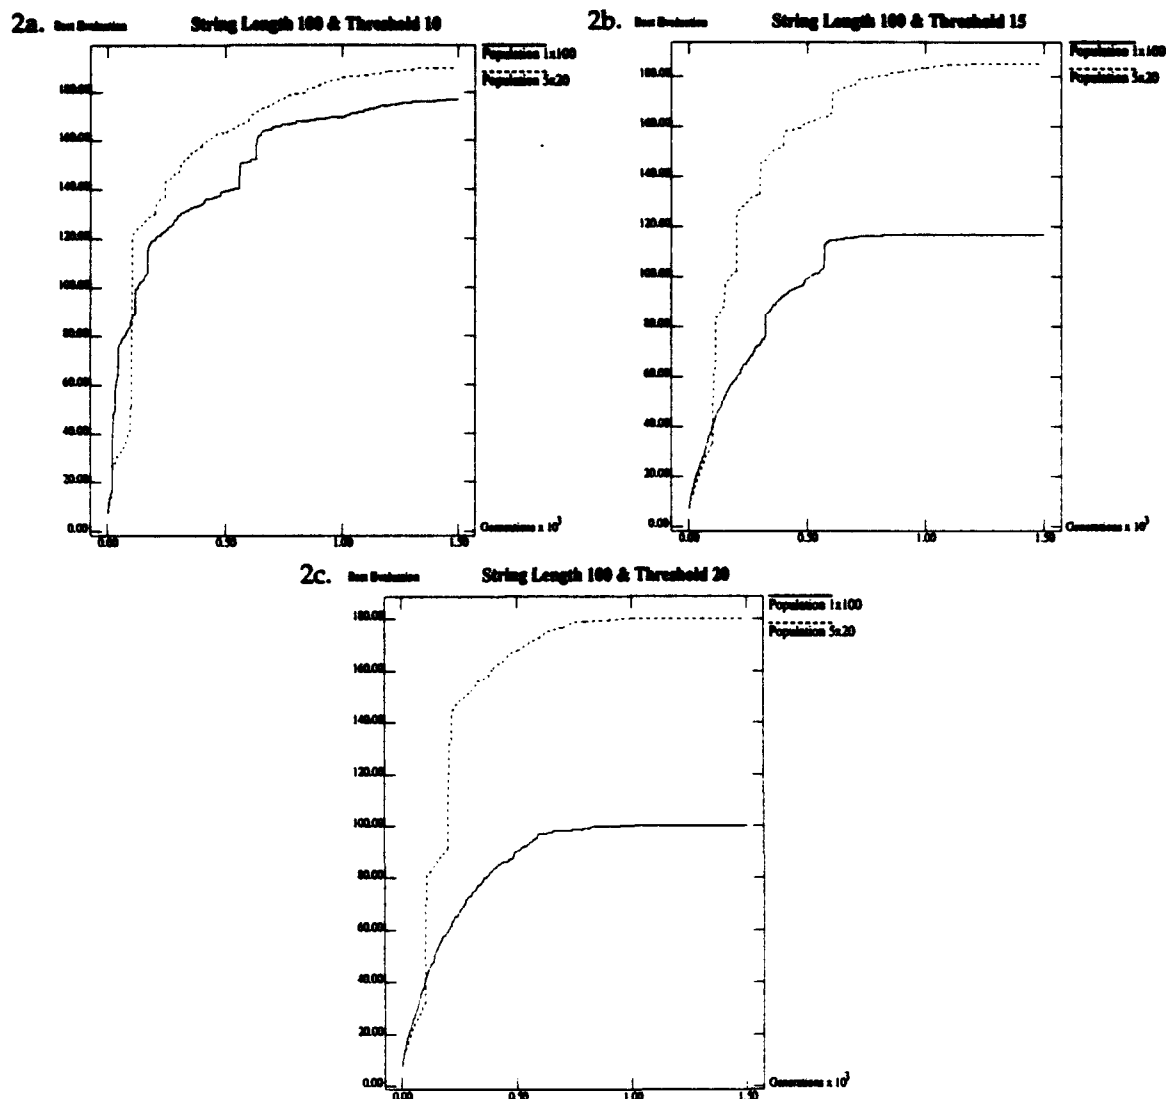 2a. Best Evaluation String Length 100 & Threshold 10
Population 1x100
Population 5x20
180.00
160.00
140.00
120.00
100.00
80.00
60.00
40.00
20.00
0.00
Generations x 10³
0.00 0.50 1.00 1.50
2b. Best Evaluation String Length 100 & Threshold 15
Population 1x100
Population 5x20
180.00
160.00
140.00
120.00
100.00
80.00
60.00
40.00
20.00
0.00
Generations x 10³
0.00 0.50 1.00 1.50
2c. Best Evaluation String Length 100 & Threshold 20
Population 1x100
Population 5x20
180.00
160.00
140.00
120.00
100.00
80.00
60.00
40.00
20.00
0.00
Generations x 10³
0.00 0.50 1.00 1.50